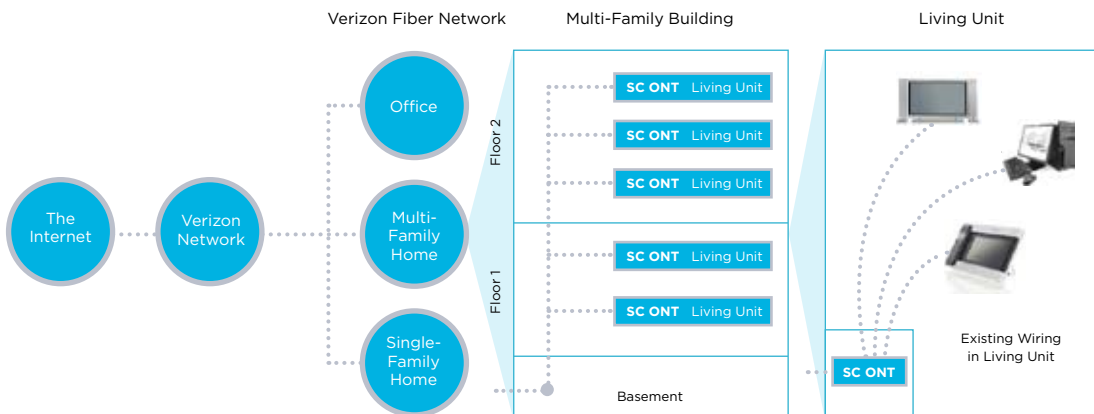 Verizon Fiber Network
Multi-Family Building
Living Unit
Office
The
Internet
Verizon
Network
Multi-
Family
Home
Single-
Family
Home
Floor 2
SC ONT Living Unit
SC ONT Living Unit
SC ONT Living Unit
Floor 1
SC ONT Living Unit
SC ONT Living Unit
Basement
Existing Wiring
in Living Unit
SC ONT